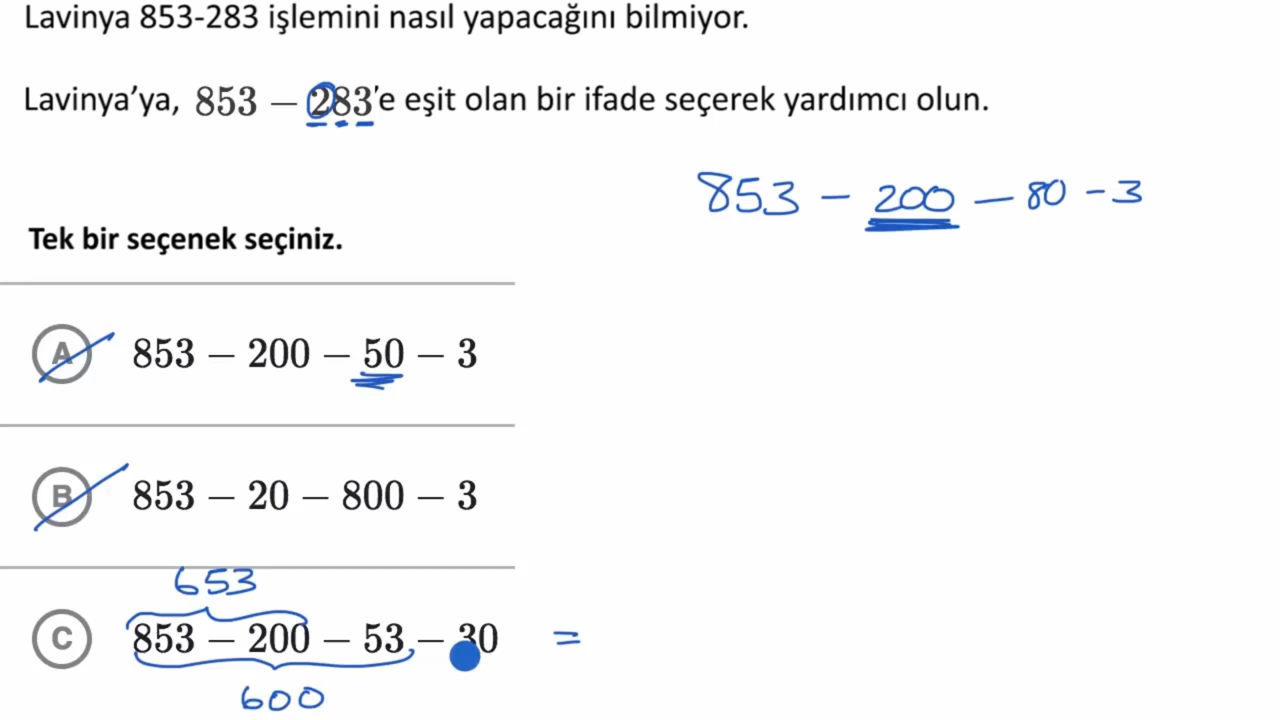 Lavinya 853-283 işlemini nasıl yapacağını bilmiyor.
Lavinya'ya, 853 − 283'e eşit olan bir ifade seçerek yardımcı olun.
853 − 200 − 80 − 3
Tek bir seçenek seçiniz.
A 853 − 200 − 50 − 3
B 853 − 20 − 800 − 3
653
C 853 − 200 − 53 − 30 =
600